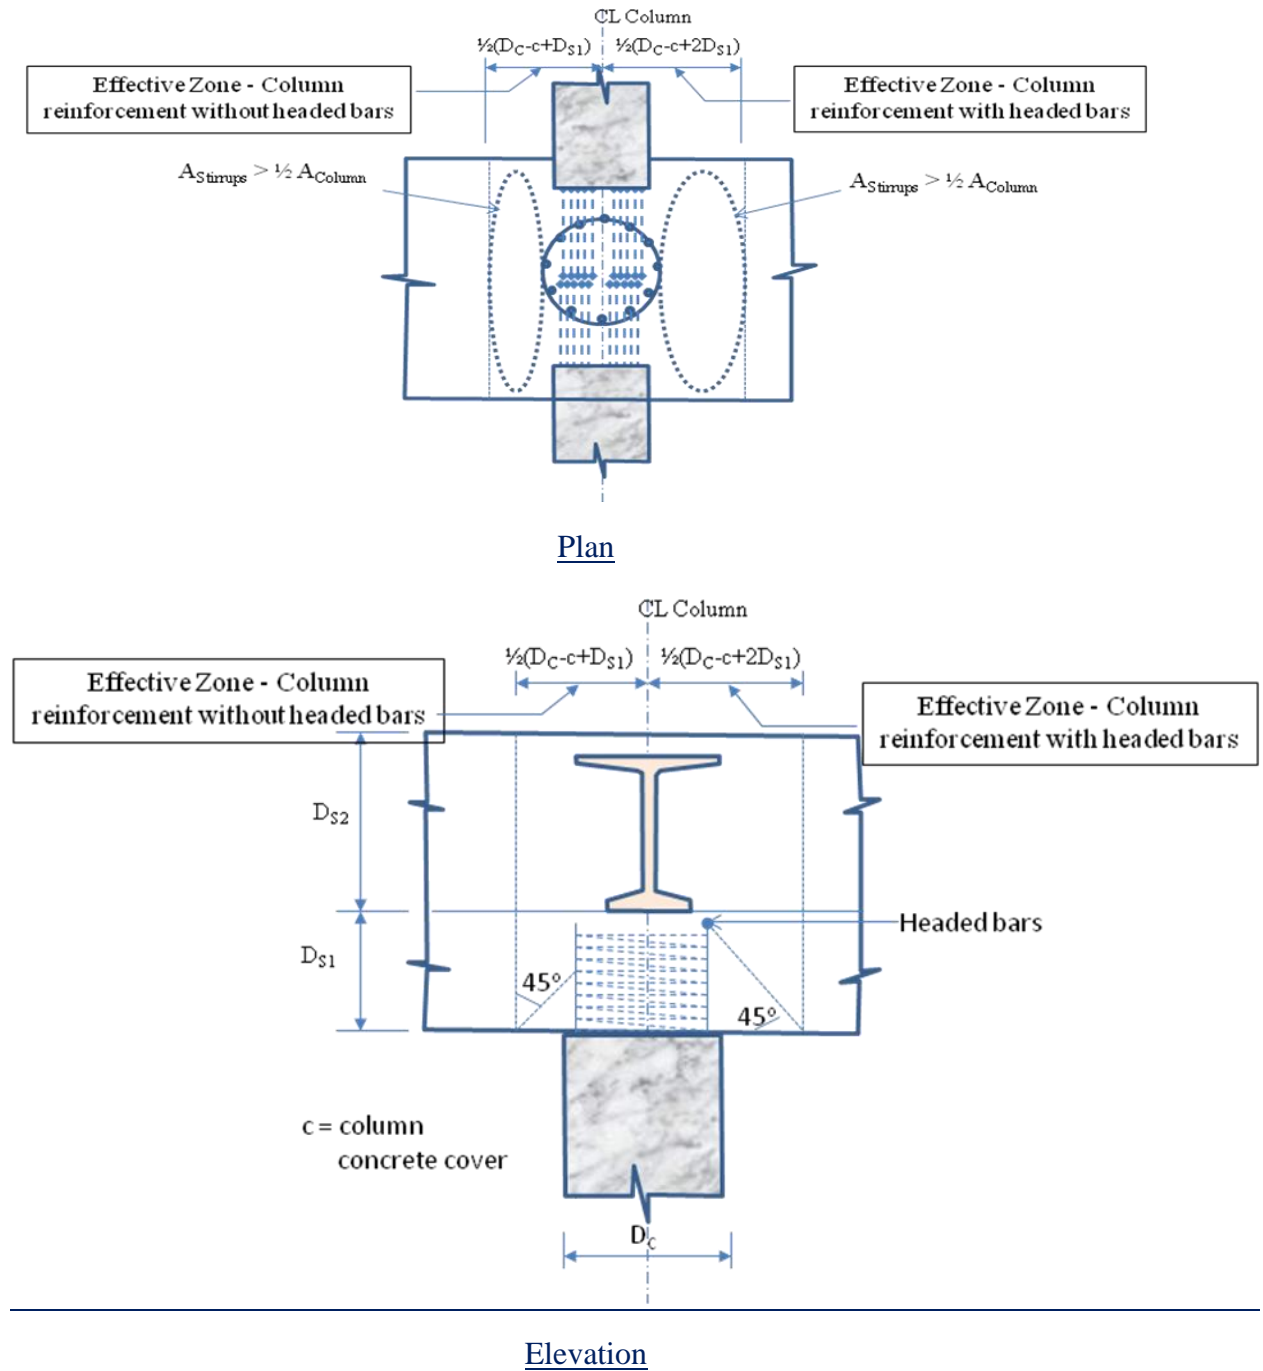 CL Column
½(DC-c+DS1) ½(DC-c+2DS1)
Effective Zone - Column
reinforcement without headed bars
Effective Zone - Column
reinforcement with headed bars
AStirrups > ½ AColumn
AStirrups > ½ AColumn
Plan
CL Column
½(DC-c+DS1) ½(DC-c+2DS1)
Effective Zone - Column
reinforcement without headed bars
Effective Zone - Column
reinforcement with headed bars
DS2
Headed bars
DS1
45º
45º
c = column
concrete cover
Dc
Elevation